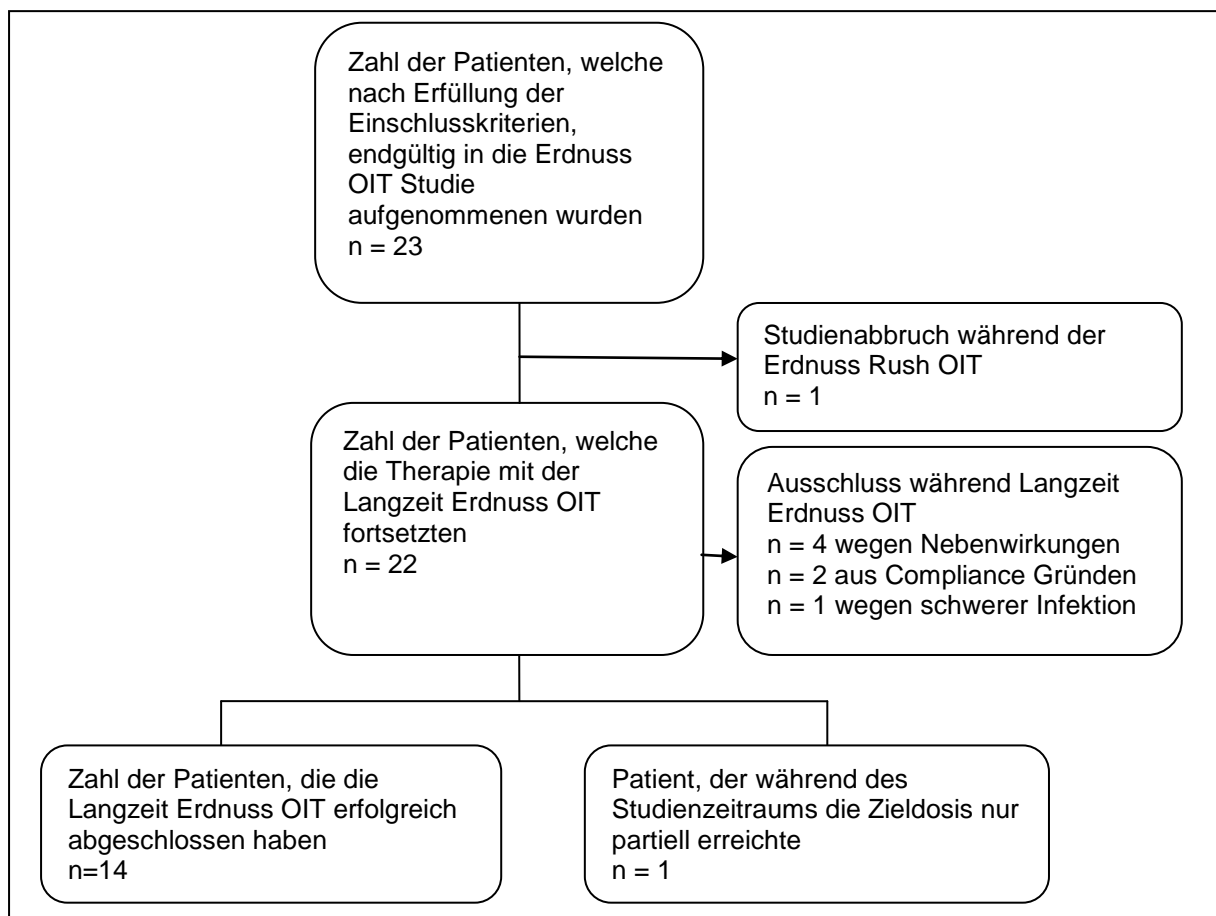 Zahl der Patienten, welche
nach Erfüllung der
Einschlusskriterien,
endgültig in die Erdnuss
OIT Studie
aufgenommenen wurden
n = 23
Studienabbruch während der
Erdnuss Rush OIT
n = 1
Zahl der Patienten, welche
die Therapie mit der
Langzeit Erdnuss OIT
fortsetzten
n = 22
Ausschluss während Langzeit
Erdnuss OIT
n = 4 wegen Nebenwirkungen
n = 2 aus Compliance Gründen
n = 1 wegen schwerer Infektion
Zahl der Patienten, die die
Langzeit Erdnuss OIT erfolgreich
abgeschlossen haben
n=14
Patient, der während des
Studienzeitraums die Zieldosis nur
partiell erreichte
n = 1